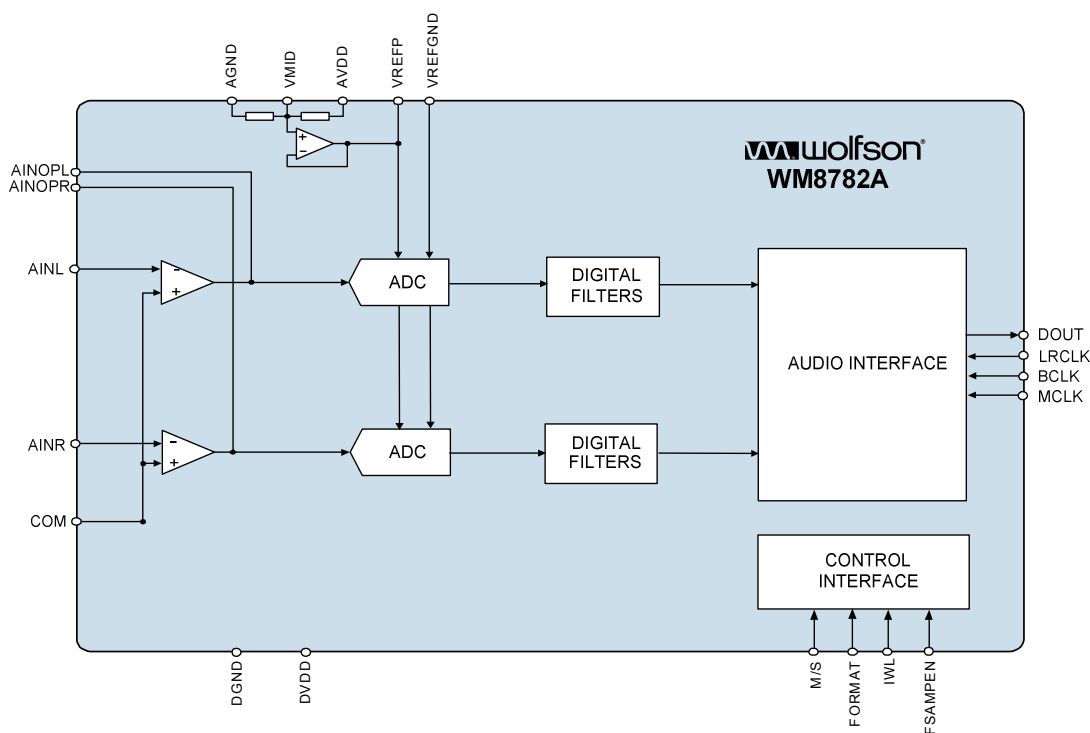 AGND
VMID
AVDD
VREFP
VREFGND
wolfson®
WM8782A
AINOPL
AINOPR
+
-
AINL
-
+
ADC
DIGITAL
FILTERS
AUDIO INTERFACE
DOUT
LRCLK
BCLK
MCLK
AINR
-
+
ADC
DIGITAL
FILTERS
COM
CONTROL
INTERFACE
DGND
DVDD
M/S
FORMAT
IWL
FSAMPEN